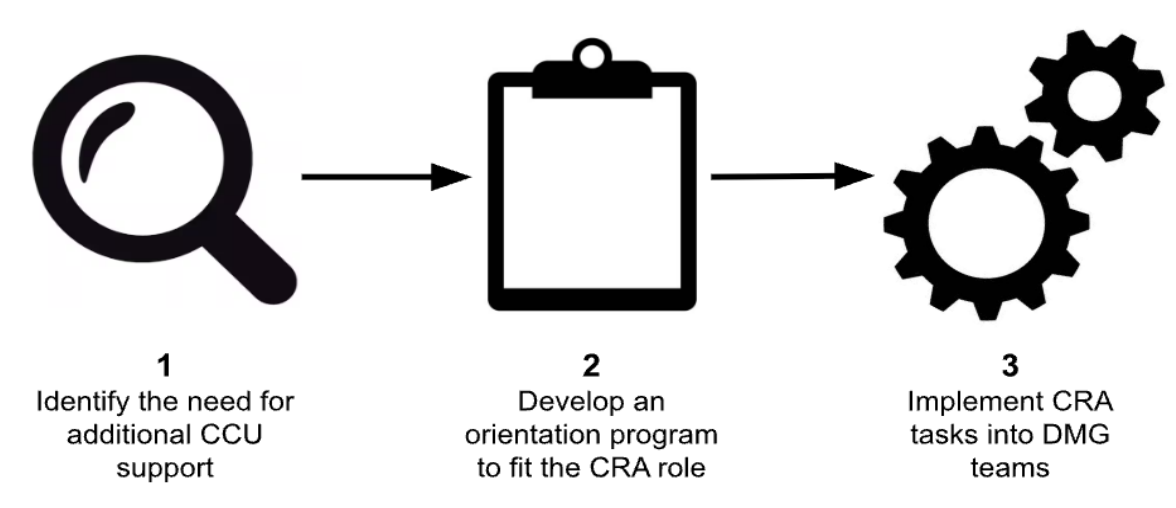 1
Identify the need for
additional CCU
support
2
Develop an
orientation program
to fit the CRA role
3
Implement CRA
tasks into DMG
teams